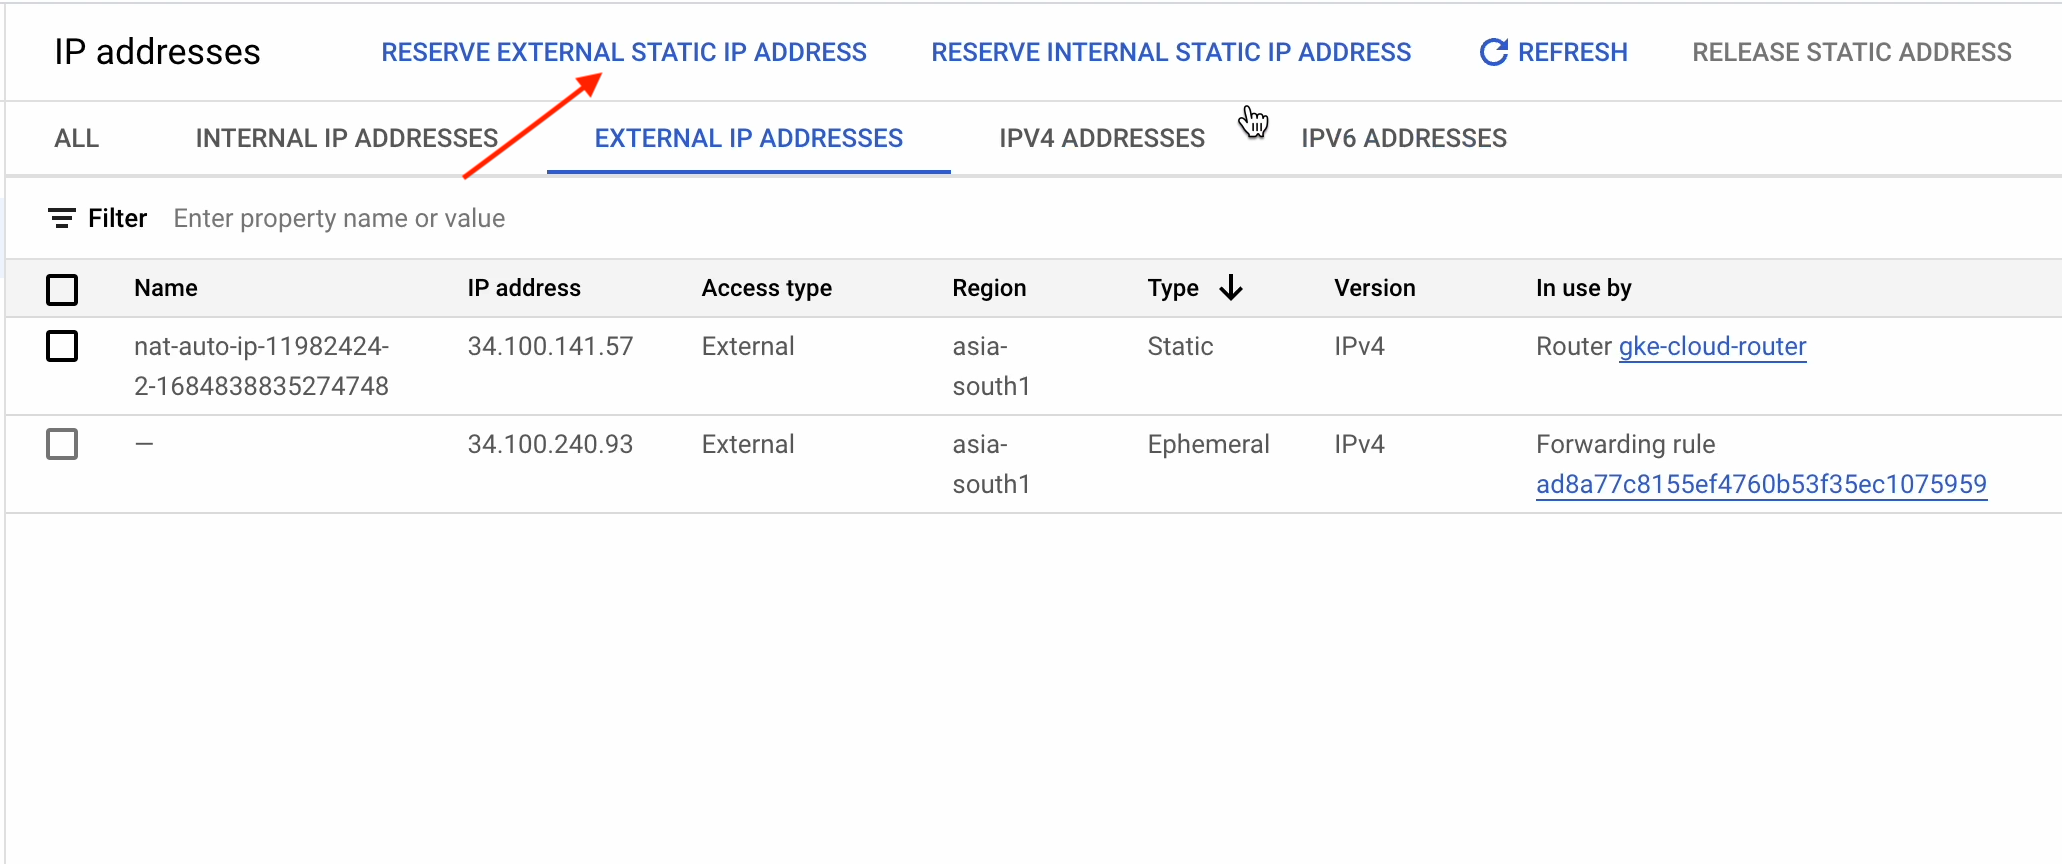 IP addresses RESERVE EXTERNAL STATIC IP ADDRESS RESERVE INTERNAL STATIC IP ADDRESS REFRESH RELEASE STATIC ADDRESS
ALL INTERNAL IP ADDRESSES EXTERNAL IP ADDRESSES IPV4 ADDRESSES IPV6 ADDRESSES
Filter Enter property name or value
Name IP address Access type Region Type Version In use by
nat-auto-ip-11982424- 34.100.141.57 External asia- Static IPv4 Router gke-cloud-router
2-1684838835274748 south1
— 34.100.240.93 External asia- Ephemeral IPv4 Forwarding rule
south1 ad8a77c8155ef4760b53f35ec1075959